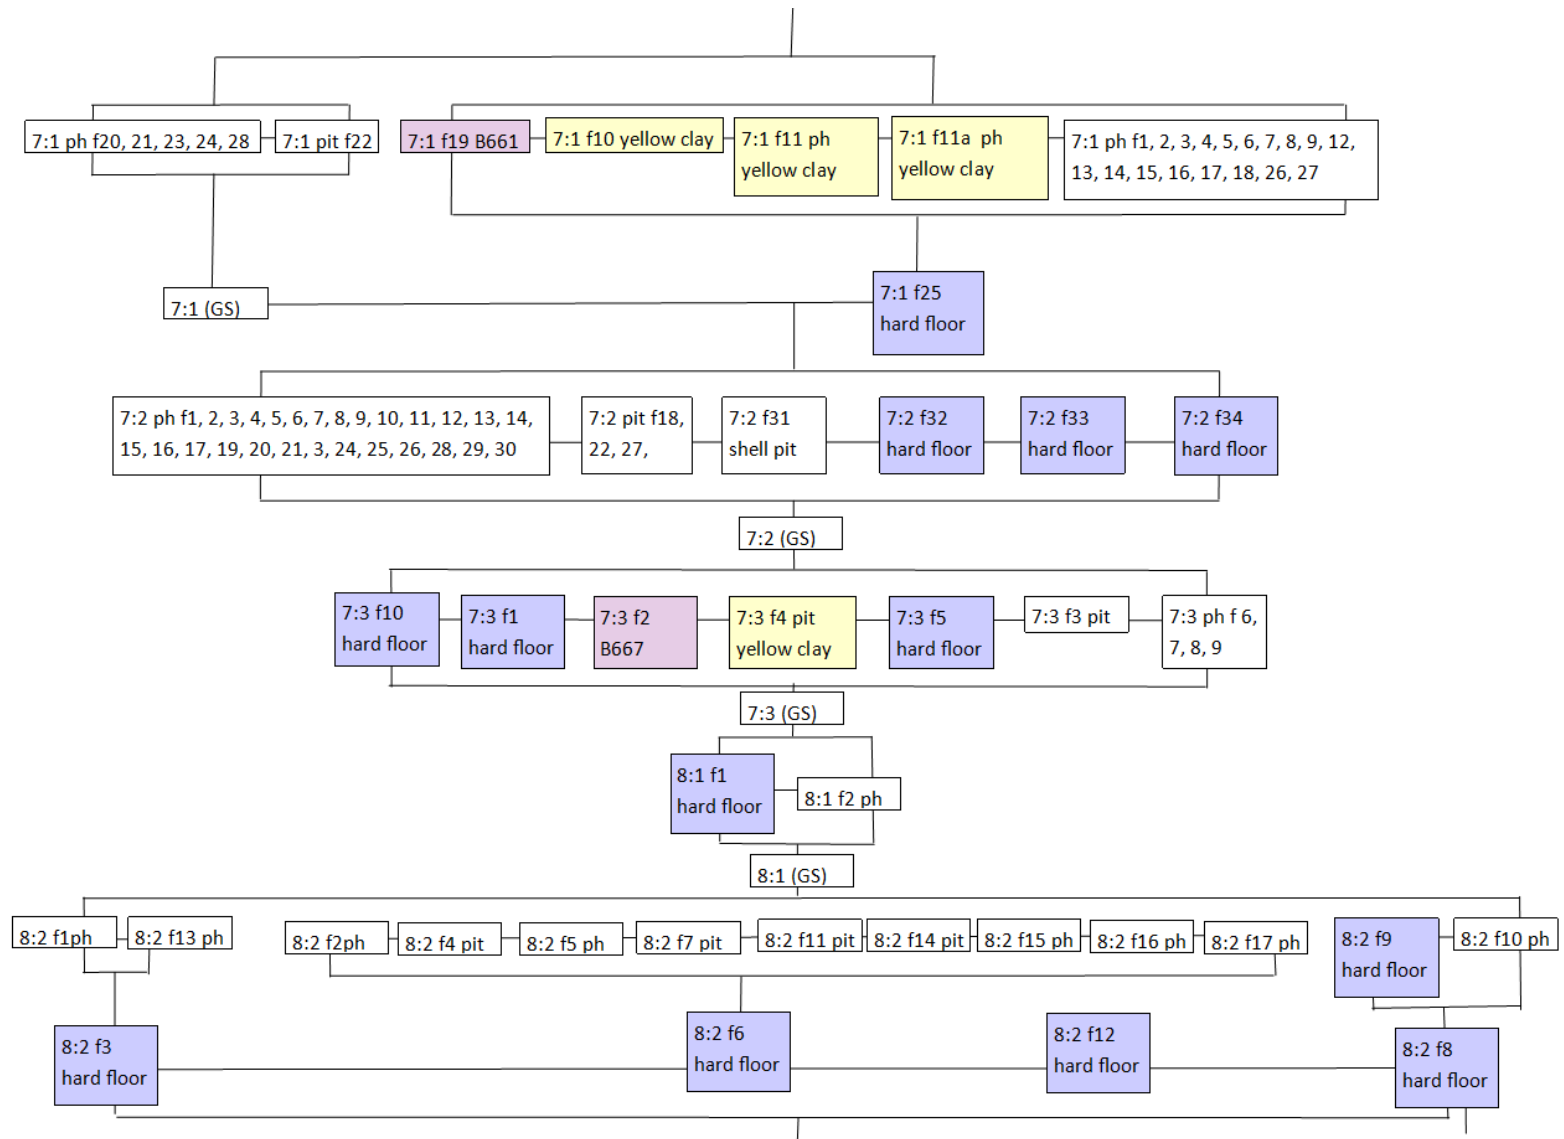 7:1 ph f20, 21, 23, 24, 28
7:1 pit f22
7:1 f19 B661
7:1 f10 yellow clay
7:1 f11 ph
yellow clay
7:1 f11a ph
yellow clay
7:1 ph f1, 2, 3, 4, 5, 6, 7, 8, 9, 12,
13, 14, 15, 16, 17, 18, 26, 27
7:1 (GS)
7:1 f25
hard floor
7:2 ph f1, 2, 3, 4, 5, 6, 7, 8, 9, 10, 11, 12, 13, 14,
15, 16, 17, 19, 20, 21, 3, 24, 25, 26, 28, 29, 30
7:2 pit f18,
22, 27,
7:2 f31
shell pit
7:2 f32
hard floor
7:2 f33
hard floor
7:2 f34
hard floor
7:2 (GS)
7:3 f10
hard floor
7:3 f1
hard floor
7:3 f2
B667
7:3 f4 pit
yellow clay
7:3 f5
hard floor
7:3 f3 pit
7:3 ph f 6,
7, 8, 9
7:3 (GS)
8:1 f1
hard floor
8:1 f2 ph
8:1 (GS)
8:2 f1ph
8:2 f13 ph
8:2 f2ph
8:2 f4 pit
8:2 f5 ph
8:2 f7 pit
8:2 f11 pit
8:2 f14 pit
8:2 f15 ph
8:2 f16 ph
8:2 f17 ph
8:2 f9
hard floor
8:2 f10 ph
8:2 f3
hard floor
8:2 f6
hard floor
8:2 f12
hard floor
8:2 f8
hard floor